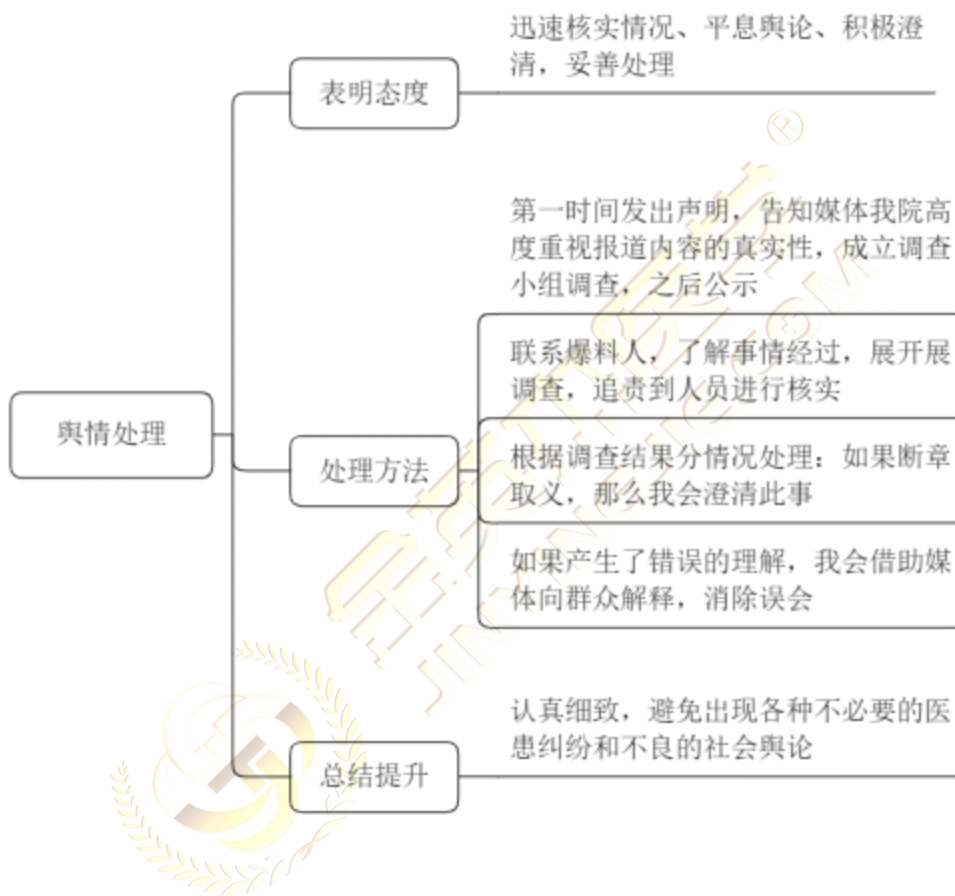 迅速核实情况、平息舆论、积极澄
清，妥善处理
表明态度
第一时间发出声明，告知媒体我院高
度重视报道内容的真实性，成立调查
小组调查，之后公示
联系爆料人，了解事情经过，展开展
调查，追责到人员进行核实
舆情处理
处理方法
根据调查结果分情况处理：如果断章
取义，那么我会澄清此事
如果产生了错误的理解，我会借助媒
体向群众解释，消除误会
认真细致，避免出现各种不必要的医
患纠纷和不良的社会舆论
总结提升
金英杰医学®
JINYINGJIE.COM